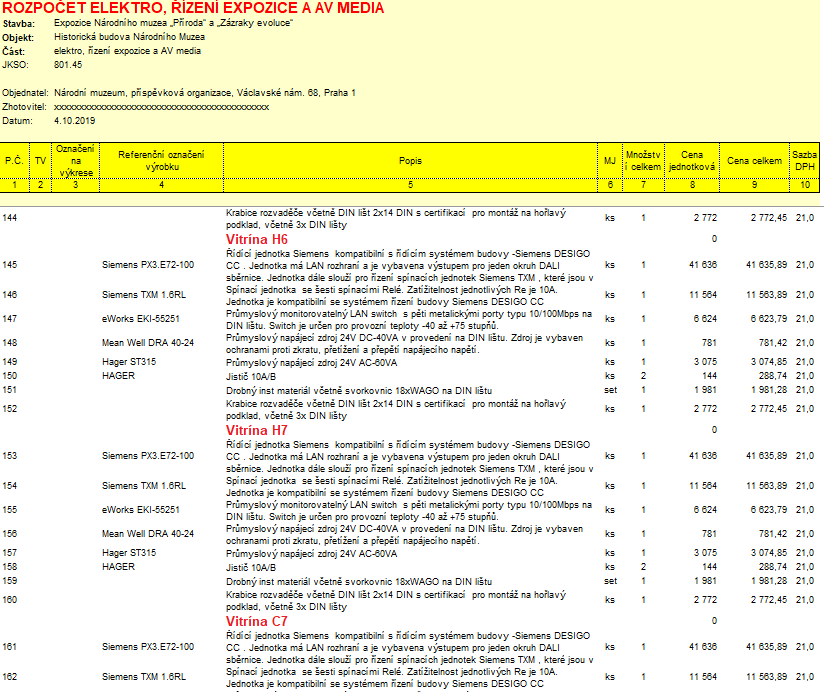 ROZPOČET ELEKTRO, ŘÍZENÍ EXPOZICE A AV MEDIA
Stavba: Expozice Národního muzea „Příroda" a „Zázraky evoluce"
Objekt: Historická budova Národního Muzea
Část: elektro, řízení expozice a AV media
JKSO: 801.45
Objednatel: Národní muzeum, příspěvková organizace, Václavské nám. 68, Praha 1
Zhotovitel: xxxxxxxxxxxxxxxxxxxxxxxxxxxxxxxxxxxxxxxxxxx
Datum: 4.10.2019
P.Č. TV Označení na výkrese Referenční označení výrobku Popis MJ Množství celkem Cena jednotková Cena celkem Sazba DPH
1 2 3 4 5 6 7 8 9 10
144 Krabice rozvaděče včetně DIN lišt 2x14 DIN s certifikací pro montáž na hořlavý ks 1 2 772 2 772,45 21,0
podklad, včetně 3x DIN lišty
Vitrína H6 0
Řídící jednotka Siemens kompatibilní s řídícím systémem budovy -Siemens DESIGO
145 Siemens PX3.E72-100 CC . Jednotka má LAN rozhraní a je vybavena výstupem pro jeden okruh DALI ks 1 41 636 41 635,89 21,0
sběrnice. Jednotka dále slouží pro řízení spínacích jednotek Siemens TXM , které jsou v
146 Siemens TXM 1.6RL Spínací jednotka se šesti spínacími Relé. Zatížitelnost jednotlivých Re je 10A. ks 1 11 564 11 563,89 21,0
Jednotka je kompatibilní se systémem řízení budovy Siemens DESIGO CC
147 eWorks EKI-55251 Průmyslový monitorovatelný LAN switch s pěti metalickými porty typu 10/100Mbps na ks 1 6 624 6 623,79 21,0
DIN lištu. Switch je určen pro provozní teploty -40 až +75 stupňů.
148 Mean Well DRA 40-24 Průmyslový napájecí zdroj 24V DC-40VA v provedení na DIN lištu. Zdroj je vybaven ks 1 781 781,42 21,0
ochranami proti zkratu, přetížení a přepětí napájecího napětí.
149 Hager ST315 Průmyslový napájecí zdroj 24V AC-60VA ks 1 3 075 3 074,85 21,0
150 HAGER Jistič 10A/B ks 2 144 288,74 21,0
151 Drobný inst materiál včetně svorkovnic 18xWAGO na DIN lištu set 1 1 981 1 981,28 21,0
152 Krabice rozvaděče včetně DIN lišt 2x14 DIN s certifikací pro montáž na hořlavý ks 1 2 772 2 772,45 21,0
podklad, včetně 3x DIN lišty
Vitrína H7 0
Řídící jednotka Siemens kompatibilní s řídícím systémem budovy -Siemens DESIGO
153 Siemens PX3.E72-100 CC . Jednotka má LAN rozhraní a je vybavena výstupem pro jeden okruh DALI ks 1 41 636 41 635,89 21,0
sběrnice. Jednotka dále slouží pro řízení spínacích jednotek Siemens TXM , které jsou v
154 Siemens TXM 1.6RL Spínací jednotka se šesti spínacími Relé. Zatížitelnost jednotlivých Re je 10A. ks 1 11 564 11 563,89 21,0
Jednotka je kompatibilní se systémem řízení budovy Siemens DESIGO CC
155 eWorks EKI-55251 Průmyslový monitorovatelný LAN switch s pěti metalickými porty typu 10/100Mbps na ks 1 6 624 6 623,79 21,0
DIN lištu. Switch je určen pro provozní teploty -40 až +75 stupňů.
156 Mean Well DRA 40-24 Průmyslový napájecí zdroj 24V DC-40VA v provedení na DIN lištu. Zdroj je vybaven ks 1 781 781,42 21,0
ochranami proti zkratu, přetížení a přepětí napájecího napětí.
157 Hager ST315 Průmyslový napájecí zdroj 24V AC-60VA ks 1 3 075 3 074,85 21,0
158 HAGER Jistič 10A/B ks 2 144 288,74 21,0
159 Drobný inst materiál včetně svorkovnic 18xWAGO na DIN lištu set 1 1 981 1 981,28 21,0
160 Krabice rozvaděče včetně DIN lišt 2x14 DIN s certifikací pro montáž na hořlavý ks 1 2 772 2 772,45 21,0
podklad, včetně 3x DIN lišty
Vitrína C7 0
Řídící jednotka Siemens kompatibilní s řídícím systémem budovy -Siemens DESIGO
161 Siemens PX3.E72-100 CC . Jednotka má LAN rozhraní a je vybavena výstupem pro jeden okruh DALI ks 1 41 636 41 635,89 21,0
sběrnice. Jednotka dále slouží pro řízení spínacích jednotek Siemens TXM , které jsou v
162 Siemens TXM 1.6RL Spínací jednotka se šesti spínacími Relé. Zatížitelnost jednotlivých Re je 10A. ks 1 11 564 11 563,89 21,0
Jednotka je kompatibilní se systémem řízení budovy Siemens DESIGO CC